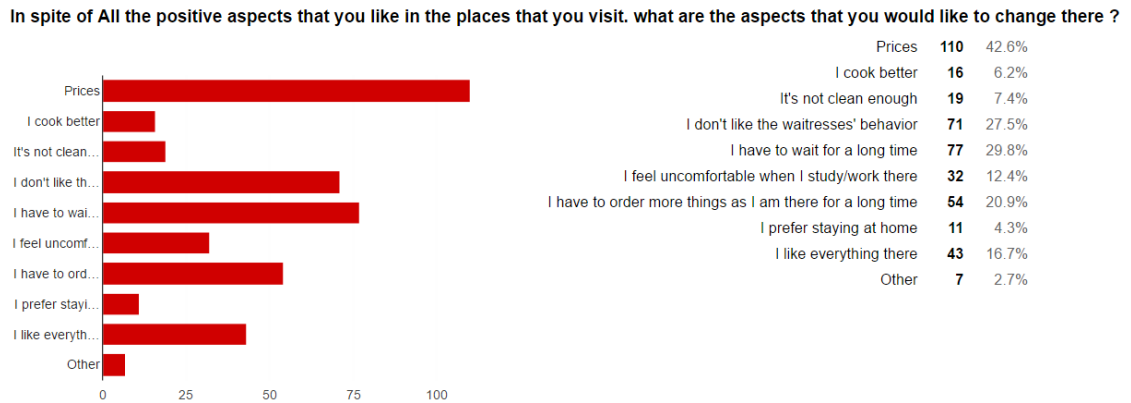 In spite of All the positive aspects that you like in the places that you visit. what are the aspects that you would like to change there ?
Prices
I cook better
It's not clean...
I don't like th...
I have to wai...
I feel uncomf...
I have to ord...
I prefer stayi...
I like everyth...
Other
0 25 50 75 100
Prices 110 42.6%
I cook better 16 6.2%
It's not clean enough 19 7.4%
I don't like the waitresses' behavior 71 27.5%
I have to wait for a long time 77 29.8%
I feel uncomfortable when I study/work there 32 12.4%
I have to order more things as I am there for a long time 54 20.9%
I prefer staying at home 11 4.3%
I like everything there 43 16.7%
Other 7 2.7%